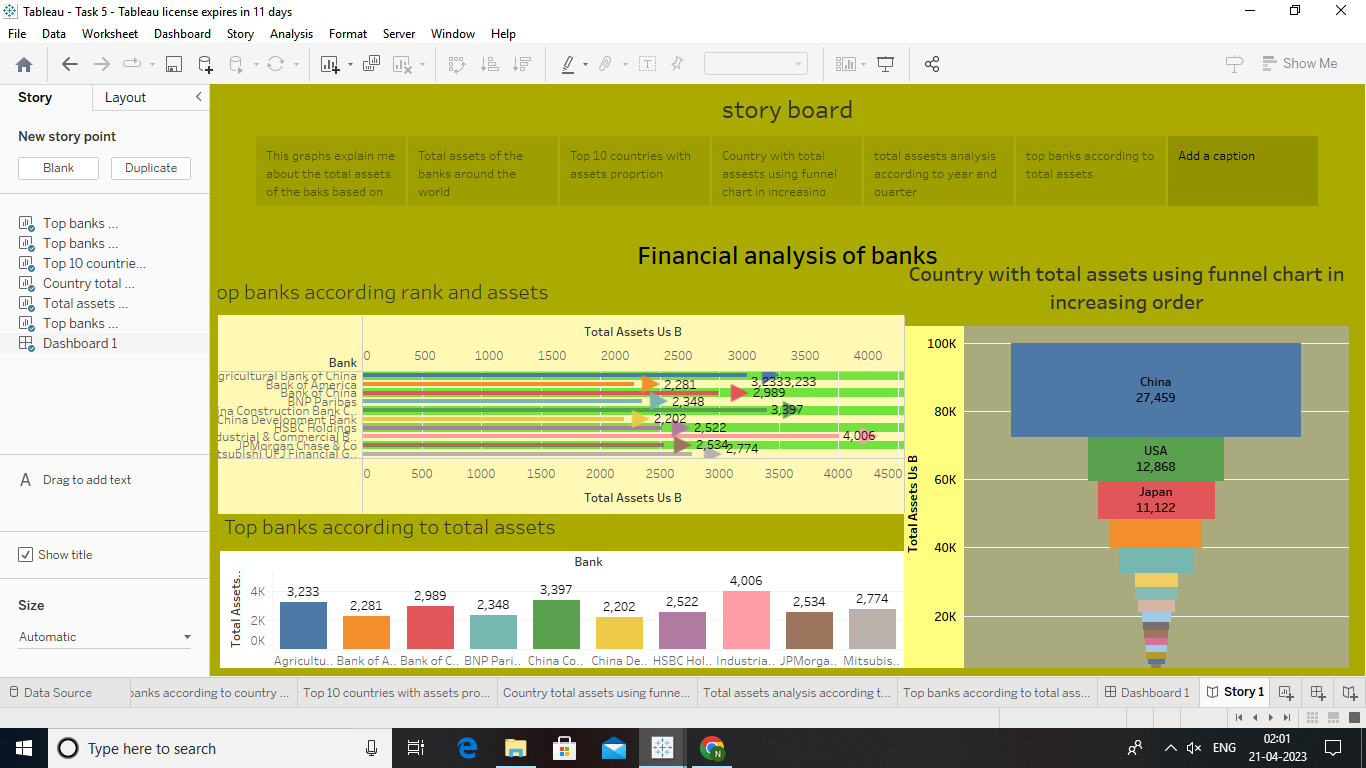 Tableau - Task 5 - Tableau license expires in 11 days
File Data Worksheet Dashboard Story Analysis Format Server Window Help
Show Me
Story Layout
New story point
Blank Duplicate
Top banks ...
Top banks ...
Top 10 countrie...
Country total ...
Total assets ...
Top banks ...
Dashboard 1
A Drag to add text
Show title
Size
Automatic
story board
This graphs explain me
about the total assets
of the baks based on
Total assets of the
banks around the
world
Top 10 countries with
assets proprtion
Country with total
assests using funnel
chart in increasing
total assests analysis
according to year and
quarter
top banks according to
total assets
Add a caption
Financial analysis of banks
op banks according rank and assets
Total Assets Us B
0 500 1000 1500 2000 2500 3000 3500 4000
Bank
gricultural Bank of China 3,2333,233
Bank of America 2,281
Bank of China 2,989
BNP Paribas 2,348
na Construction Bank C.. 3,397
China Development Bank 2,202
HSBC Holdings 2,522
dustrial & Commercial B.. 4,006
JPMorgan Chase & Co 2,534
tsubishi UFJ Financial G.. 2,774
0 500 1000 1500 2000 2500 3000 3500 4000 4500
Total Assets Us B
Top banks according to total assets
Bank
Total Assets..
4K
2K
0K
3,233 2,281 2,989 2,348 3,397 2,202 2,522 4,006 2,534 2,774
Agricultu.. Bank of A.. Bank of C.. BNP Pari.. China Co.. China De.. HSBC Hol.. Industria.. JPMorga.. Mitsubis..
Country with total assets using funnel chart in
increasing order
Total Assets Us B
100K
80K
60K
40K
20K
China
27,459
USA
12,868
Japan
11,122
Data Source banks according to country ... Top 10 countries with assets pro... Country total assets using funne... Total assets analysis according t... Top banks according to total ass... Dashboard 1 Story 1
Type here to search
N
ENG
02:01
21-04-2023